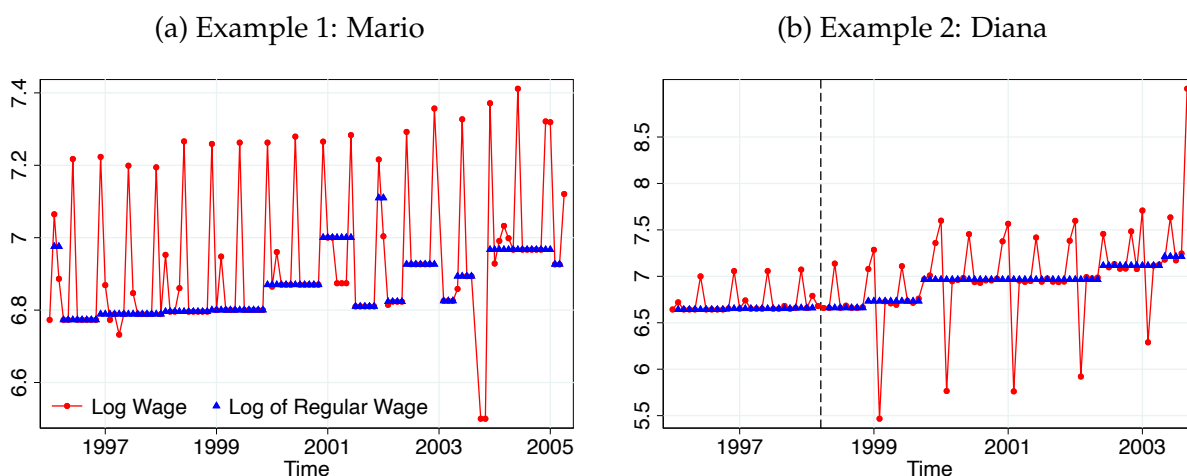 (a) Example 1: Mario
7.4
7.2
7
6.8
6.6
1997 1999 2001 2003 2005
Time
Log Wage Log of Regular Wage
(b) Example 2: Diana
8.5
8
7.5
7
6.5
6
5.5
1997 1999 2001 2003
Time